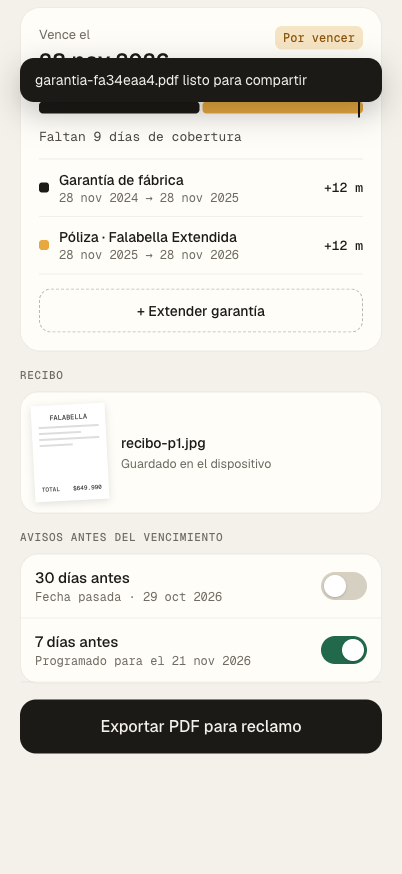 Vence el
Por vencer
28 nov 2026
garantia-fa34eaa4.pdf listo para compartir
Faltan 9 días de cobertura
Garantía de fábrica
28 nov 2024 → 28 nov 2025
+12 m
Póliza · Falabella Extendida
28 nov 2025 → 28 nov 2026
+12 m
+ Extender garantía
RECIBO
FALABELLA
TOTAL $649.990
recibo-p1.jpg
Guardado en el dispositivo
AVISOS ANTES DEL VENCIMIENTO
30 días antes
Fecha pasada · 29 oct 2026
7 días antes
Programado para el 21 nov 2026
Exportar PDF para reclamo